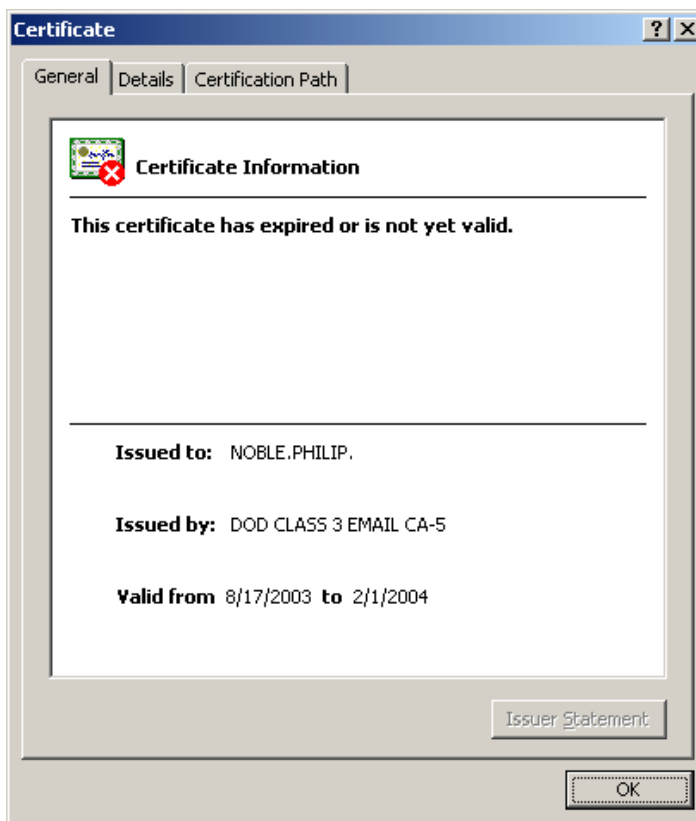 Certificate
General Details Certification Path
Certificate Information
This certificate has expired or is not yet valid.
Issued to: NOBLE.PHILIP.
Issued by: DOD CLASS 3 EMAIL CA-5
Valid from 8/17/2003 to 2/1/2004
Issuer Statement
OK